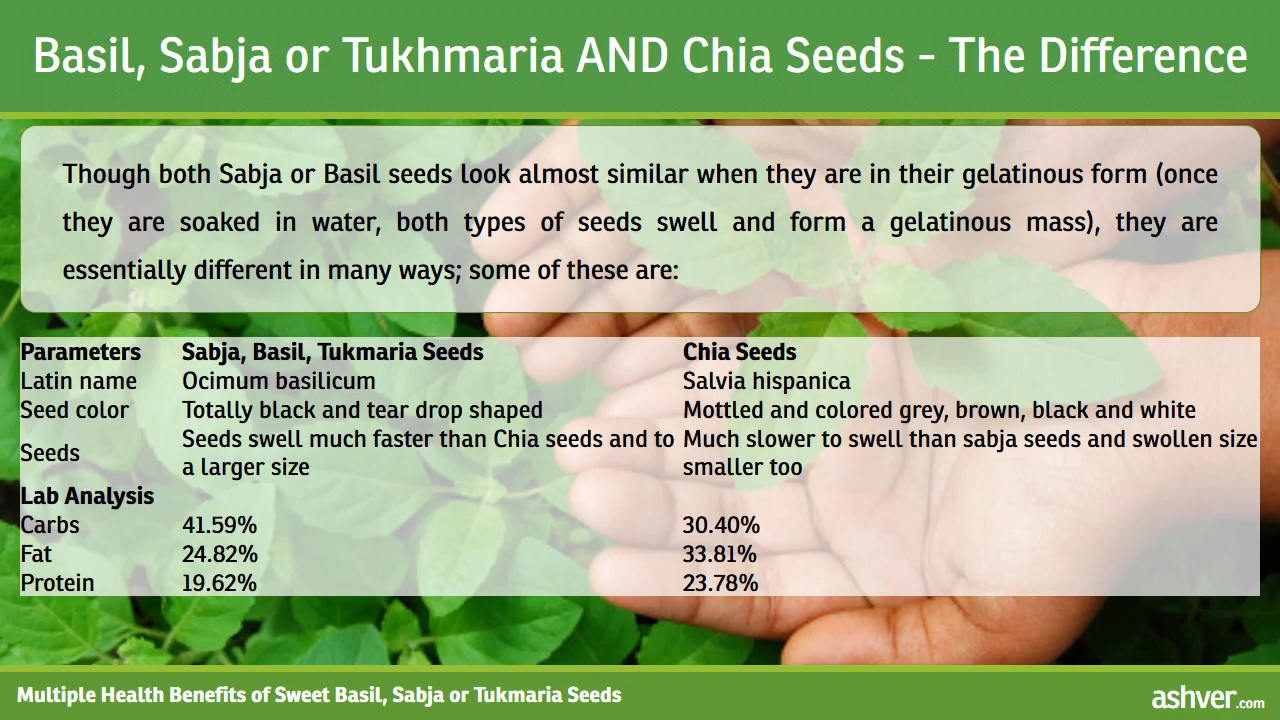 Basil, Sabja or Tukhmaria AND Chia Seeds - The Difference
Though both Sabja or Basil seeds look almost similar when they are in their gelatinous form (once
they are soaked in water, both types of seeds swell and form a gelatinous mass), they are
essentially different in many ways; some of these are:
Parameters Sabja, Basil, Tukmaria Seeds Chia Seeds
Latin name Ocimum basilicum Salvia hispanica
Seed color Totally black and tear drop shaped Mottled and colored grey, brown, black and white
Seeds Seeds swell much faster than Chia seeds and to Much slower to swell than sabja seeds and swollen size
a larger size smaller too
Lab Analysis
Carbs 41.59% 30.40%
Fat 24.82% 33.81%
Protein 19.62% 23.78%
Multiple Health Benefits of Sweet Basil, Sabja or Tukmaria Seeds
ashver.com